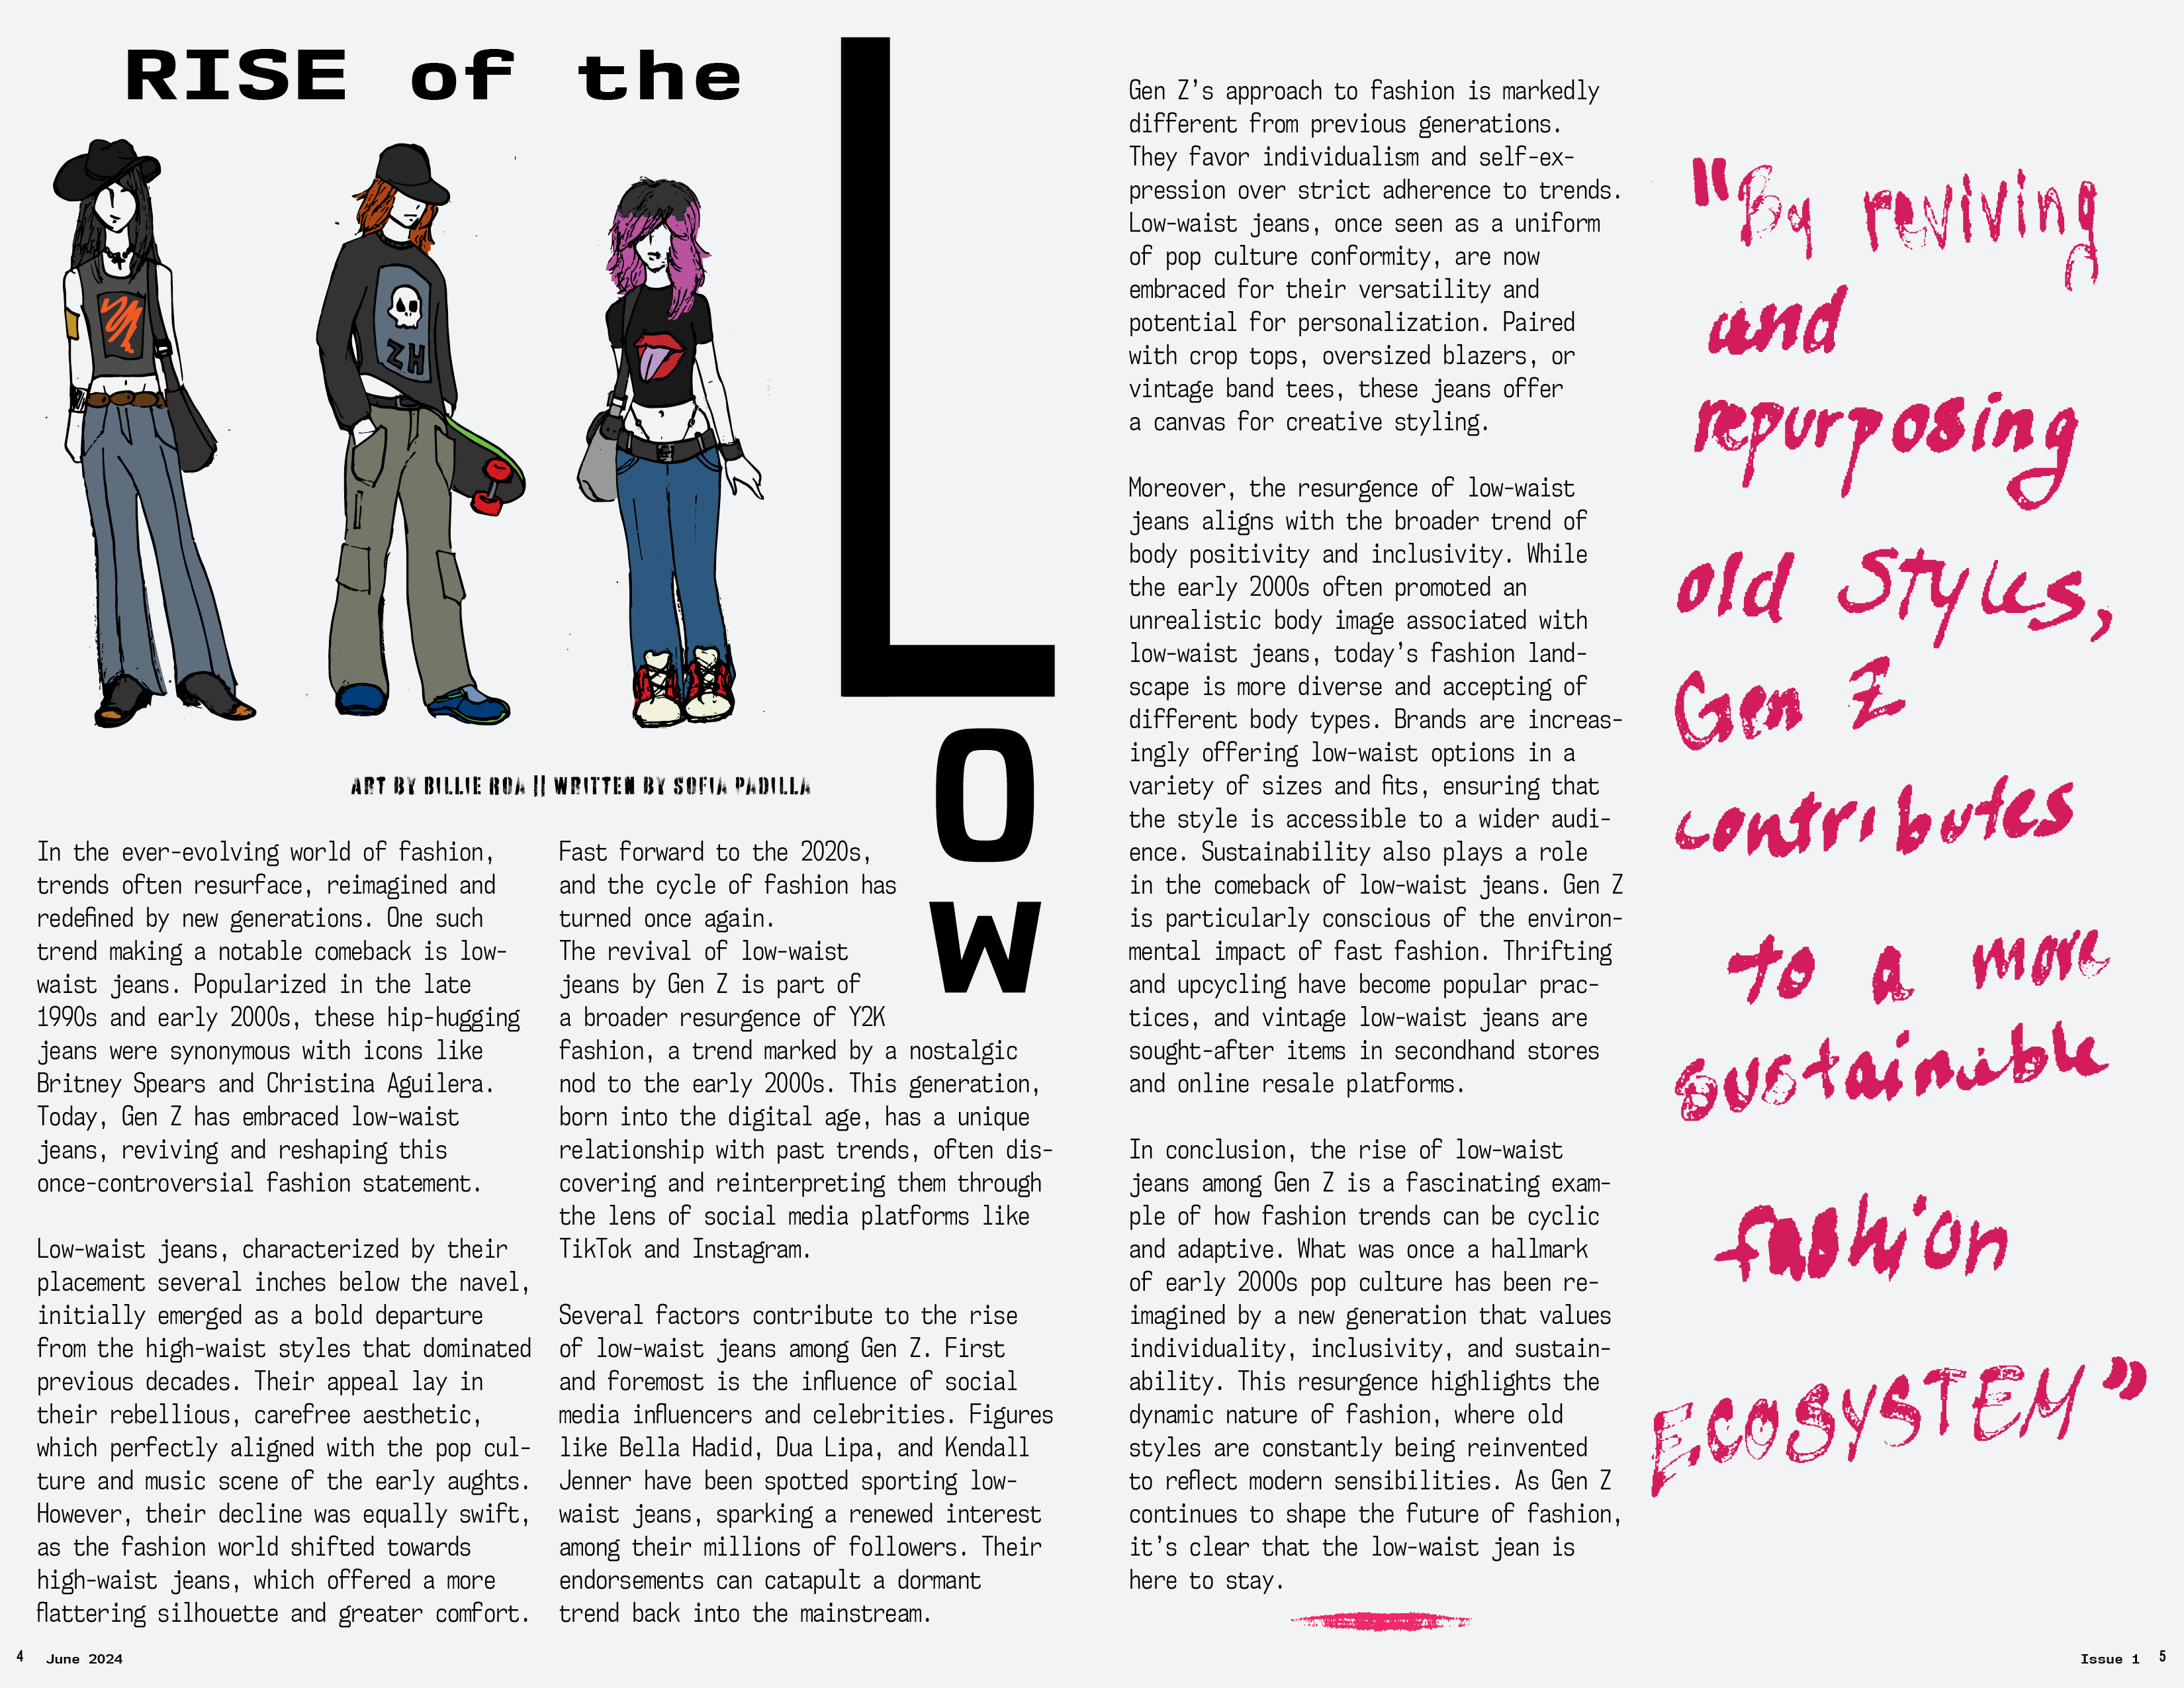 RISE of the
L
O
W
ZH
ART BY BILLIE ROA || WRITTEN BY SOFIA PADILLA
In the ever-evolving world of fashion,
trends often resurface, reimagined and
redefined by new generations. One such
trend making a notable comeback is low-
waist jeans. Popularized in the late
1990s and early 2000s, these hip-hugging
jeans were synonymous with icons like
Britney Spears and Christina Aguilera.
Today, Gen Z has embraced low-waist
jeans, reviving and reshaping this
once-controversial fashion statement.
Low-waist jeans, characterized by their
placement several inches below the navel,
initially emerged as a bold departure
from the high-waist styles that dominated
previous decades. Their appeal lay in
their rebellious, carefree aesthetic,
which perfectly aligned with the pop cul-
ture and music scene of the early aughts.
However, their decline was equally swift,
as the fashion world shifted towards
high-waist jeans, which offered a more
flattering silhouette and greater comfort.
Fast forward to the 2020s,
and the cycle of fashion has
turned once again.
The revival of low-waist
jeans by Gen Z is part of
a broader resurgence of Y2K
fashion, a trend marked by a nostalgic
nod to the early 2000s. This generation,
born into the digital age, has a unique
relationship with past trends, often dis-
covering and reinterpreting them through
the lens of social media platforms like
TikTok and Instagram.
Several factors contribute to the rise
of low-waist jeans among Gen Z. First
and foremost is the influence of social
media influencers and celebrities. Figures
like Bella Hadid, Dua Lipa, and Kendall
Jenner have been spotted sporting low-
waist jeans, sparking a renewed interest
among their millions of followers. Their
endorsements can catapult a dormant
trend back into the mainstream.
Gen Z's approach to fashion is markedly
different from previous generations.
They favor individualism and self-ex-
pression over strict adherence to trends.
Low-waist jeans, once seen as a uniform
of pop culture conformity, are now
embraced for their versatility and
potential for personalization. Paired
with crop tops, oversized blazers, or
vintage band tees, these jeans offer
a canvas for creative styling.
Moreover, the resurgence of low-waist
jeans aligns with the broader trend of
body positivity and inclusivity. While
the early 2000s often promoted an
unrealistic body image associated with
low-waist jeans, today's fashion land-
scape is more diverse and accepting of
different body types. Brands are increas-
ingly offering low-waist options in a
variety of sizes and fits, ensuring that
the style is accessible to a wider audi-
ence. Sustainability also plays a role
in the comeback of low-waist jeans. Gen Z
is particularly conscious of the environ-
mental impact of fast fashion. Thrifting
and upcycling have become popular prac-
tices, and vintage low-waist jeans are
sought-after items in secondhand stores
and online resale platforms.
In conclusion, the rise of low-waist
jeans among Gen Z is a fascinating exam-
ple of how fashion trends can be cyclic
and adaptive. What was once a hallmark
of early 2000s pop culture has been re-
imagined by a new generation that values
individuality, inclusivity, and sustain-
ability. This resurgence highlights the
dynamic nature of fashion, where old
styles are constantly being reinvented
to reflect modern sensibilities. As Gen Z
continues to shape the future of fashion,
it's clear that the low-waist jean is
here to stay.
"By reviving
and
repurposing
old styles,
Gen Z
contributes
to a more
sustainable
fashion
ECOSYSTEM"
4 June 2024
Issue 1 5